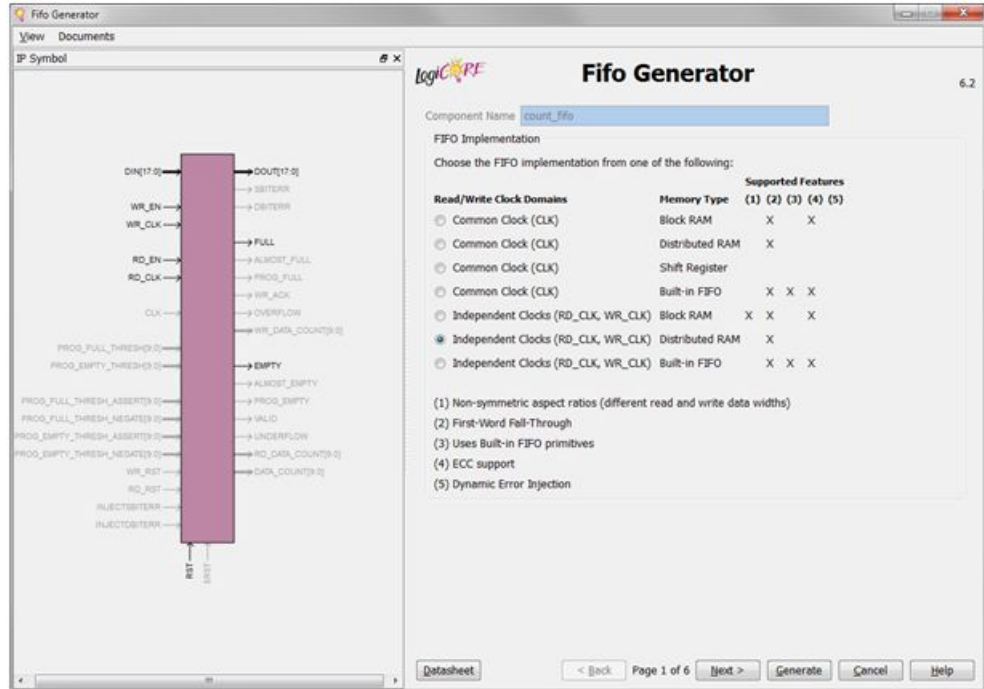 Fifo Generator
View Documents
IP Symbol
DIN[17:0]
WR_EN
WR_CLK
RD_EN
RD_CLK
CLK
PROG_FULL_THRESH[9:0]
PROG_EMPTY_THRESH[9:0]
PROG_FULL_THRESH_ASSERT[9:0]
PROG_FULL_THRESH_NEGATE[9:0]
PROG_EMPTY_THRESH_ASSERT[9:0]
PROG_EMPTY_THRESH_NEGATE[9:0]
WR_RST
RD_RST
INJECTSBITERR
INJECTDBITERR
DOUT[17:0]
SBITERR
DBITERR
FULL
ALMOST_FULL
PROG_FULL
WR_ACK
OVERFLOW
WR_DATA_COUNT[9:0]
EMPTY
ALMOST_EMPTY
PROG_EMPTY
VALID
UNDERFLOW
RD_DATA_COUNT[9:0]
DATA_COUNT[9:0]
RST
SRST
LogiCORE
Fifo Generator
6.2
Component Name count_fifo
FIFO Implementation
Choose the FIFO implementation from one of the following:
Supported Features
Read/Write Clock Domains Memory Type (1) (2) (3) (4) (5)
Common Clock (CLK) Block RAM X X
Common Clock (CLK) Distributed RAM X
Common Clock (CLK) Shift Register
Common Clock (CLK) Built-in FIFO X X X
Independent Clocks (RD_CLK, WR_CLK) Block RAM X X X
Independent Clocks (RD_CLK, WR_CLK) Distributed RAM X
Independent Clocks (RD_CLK, WR_CLK) Built-in FIFO X X X
(1) Non-symmetric aspect ratios (different read and write data widths)
(2) First-Word Fall-Through
(3) Uses Built-in FIFO primitives
(4) ECC support
(5) Dynamic Error Injection
Datasheet < Back Page 1 of 6 Next > Generate Cancel Help